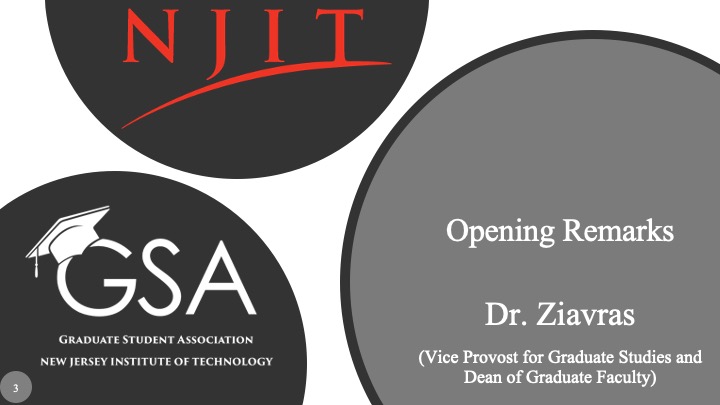 NJIT
GSA
GRADUATE STUDENT ASSOCIATION
NEW JERSEY INSTITUTE OF TECHNOLOGY
3
Opening Remarks
Dr. Ziavras
(Vice Provost for Graduate Studies and
Dean of Graduate Faculty)